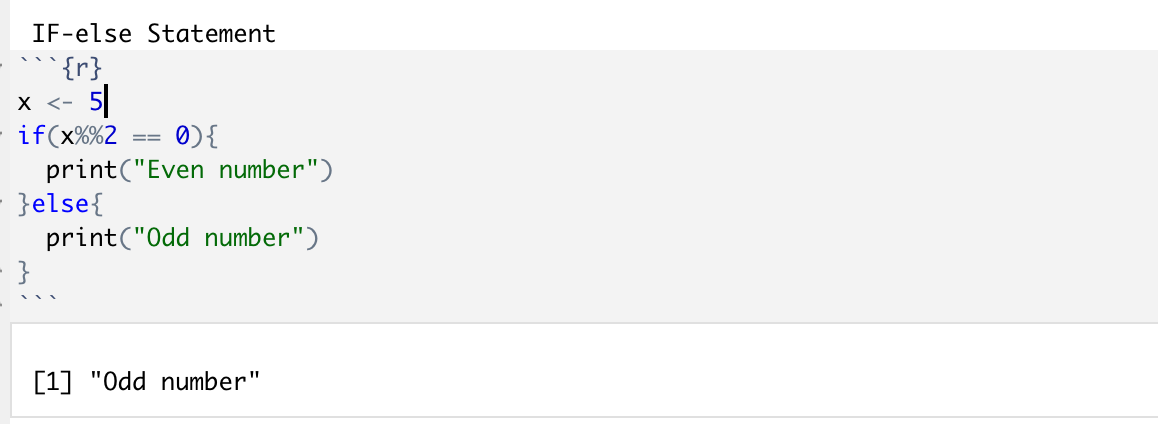 IF-else Statement
```{r}
x <- 5
if(x%%2 == 0){
  print("Even number")
}else{
  print("Odd number")
}
```
[1] "Odd number"